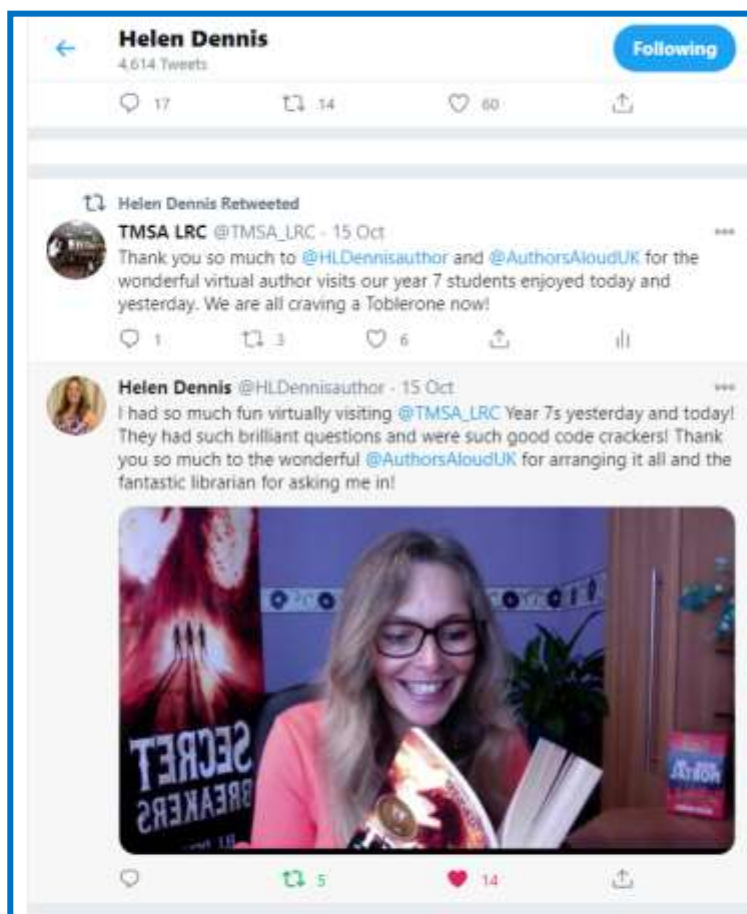 Helen Dennis
4,614 Tweets
Following
17 14 60
Helen Dennis Retweeted
TMSA LRC @TMSA_LRC · 15 Oct
Thank you so much to @HLDennisauthor and @AuthorsAloudUK for the
wonderful virtual author visits our year 7 students enjoyed today and
yesterday. We are all craving a Toblerone now!
1 3 6
Helen Dennis @HLDennisauthor · 15 Oct
I had so much fun virtually visiting @TMSA_LRC Year 7s yesterday and today!
They had such brilliant questions and were such good code crackers! Thank
you so much to the wonderful @AuthorsAloudUK for arranging it all and the
fantastic librarian for asking me in!
SECRET
BREAKERS
MORTAL
5 14